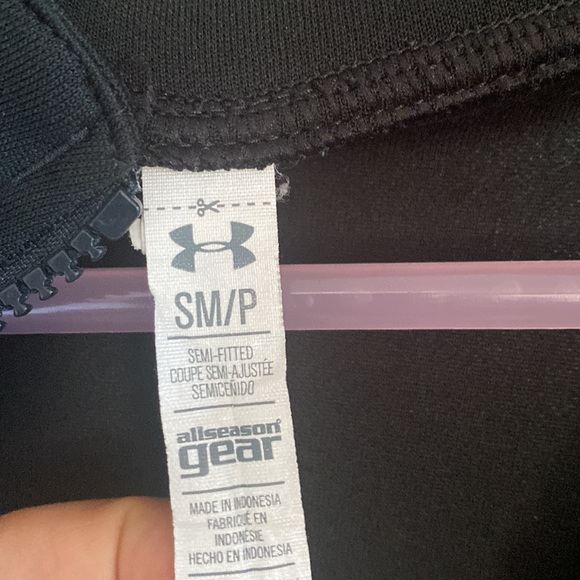 SM/P
SEMI-FITTED
COUPE SEMI-AJUSTÉE
SEMICEÑIDO
allseason
gear
MADE IN INDONESIA
FABRIQUÉ EN
INDONÉSIE
HECHO EN INDONESIA